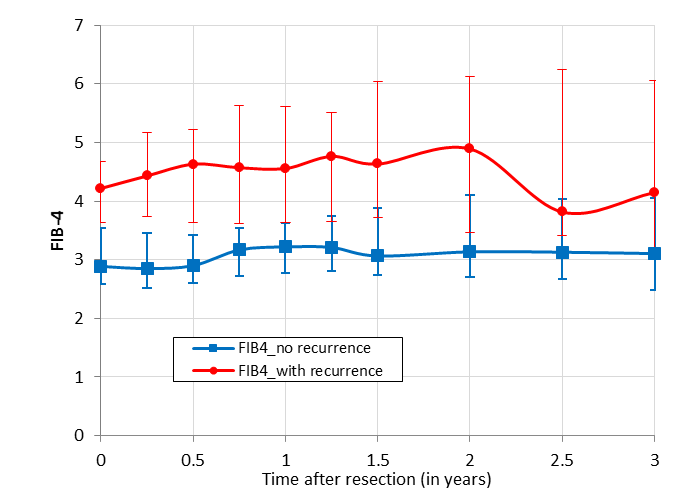 7
6
5
4
3
2
1
0
FIB-4
FIB4_no recurrence
FIB4_with recurrence
0 0.5 1 1.5 2 2.5 3
Time after resection (in years)